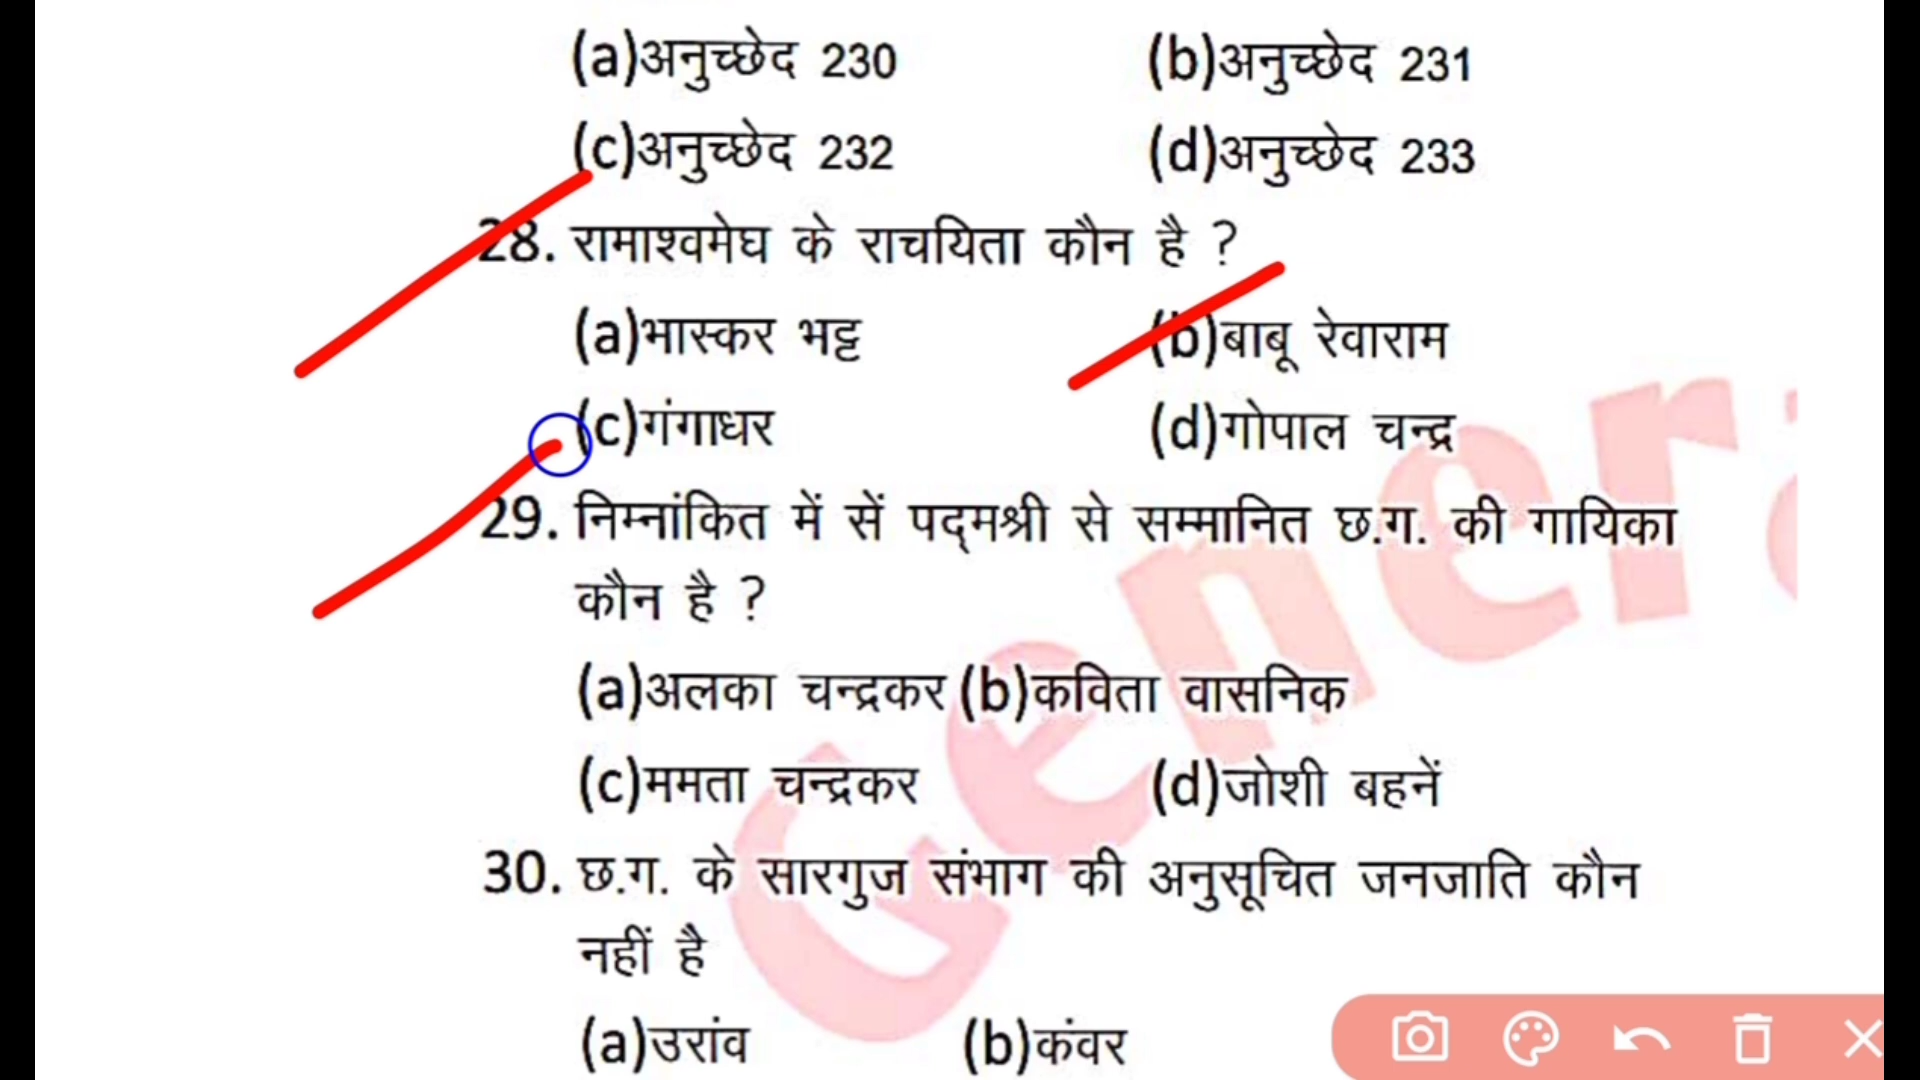 (a)अनुच्छेद 230 (b)अनुच्छेद 231
(c)अनुच्छेद 232 (d)अनुच्छेद 233
28. रामाश्वमेघ के राचयिता कौन है ?
(a)भास्कर भट्ट (b)बाबू रेवाराम
(c)गंगाधर (d)गोपाल चन्द्र
29. निम्नांकित में सें पद्मश्री से सम्मानित छ.ग. की गायिका
कौन है ?
(a)अलका चन्द्रकर (b)कविता वासनिक
(c)ममता चन्द्रकर (d)जोशी बहनें
30. छ.ग. के सारगुज संभाग की अनुसूचित जनजाति कौन
नहीं है
(a)उरांव (b)कंवर
Genera